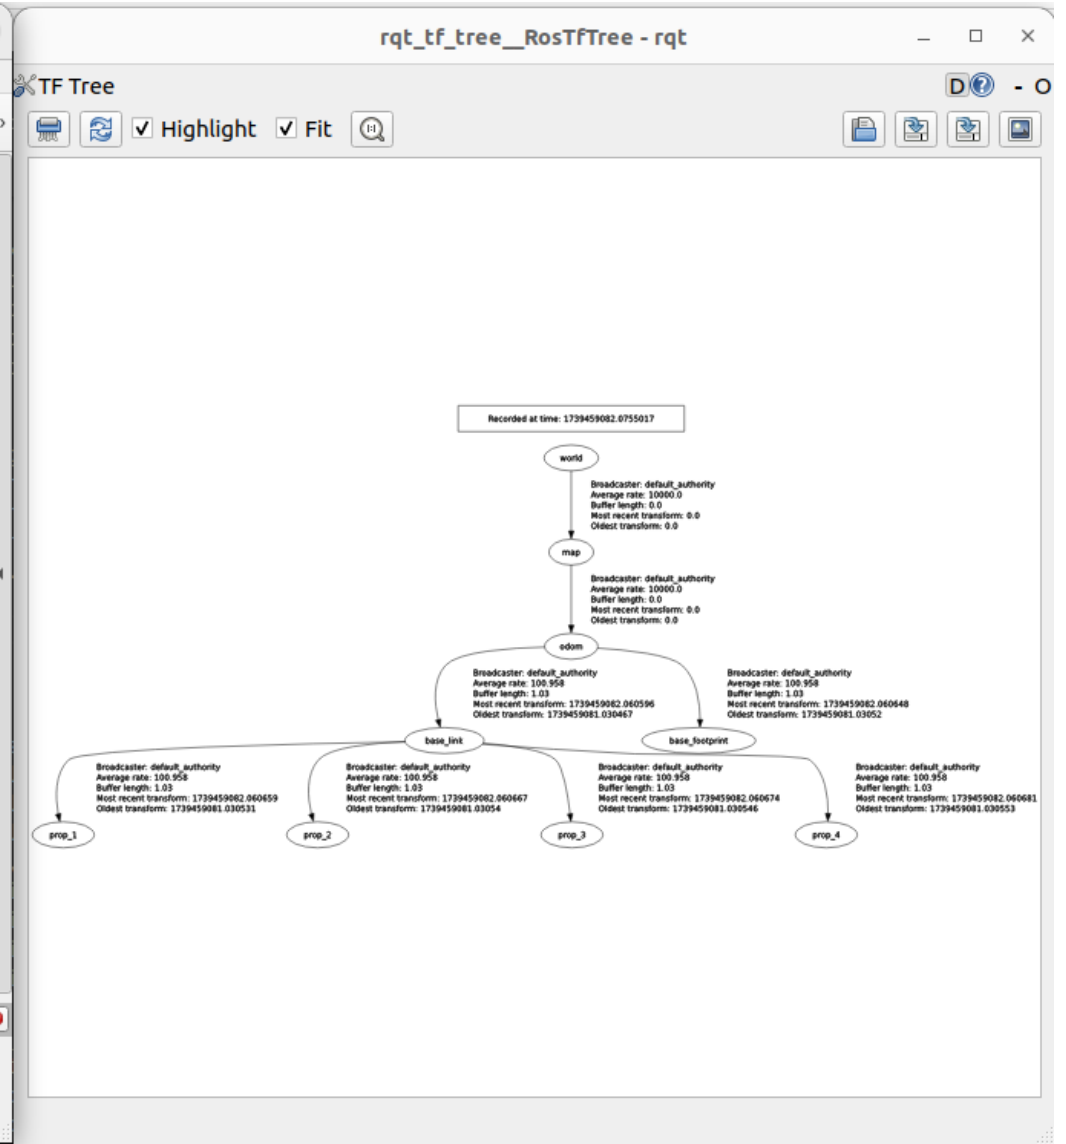 rqt_tf_tree__RosTfTree - rqt
TF Tree
D
- O
Highlight
Fit
Recorded at time: 1739459082.0755017
world
Broadcaster: default_authority
Average rate: 10000.0
Buffer length: 0.0
Most recent transform: 0.0
Oldest transform: 0.0
map
Broadcaster: default_authority
Average rate: 10000.0
Buffer length: 0.0
Most recent transform: 0.0
Oldest transform: 0.0
odom
Broadcaster: default_authority
Average rate: 100.958
Buffer length: 1.03
Most recent transform: 1739459082.060596
Oldest transform: 1739459081.030467
Broadcaster: default_authority
Average rate: 100.958
Buffer length: 1.03
Most recent transform: 1739459082.060648
Oldest transform: 1739459081.03052
base_link
base_footprint
Broadcaster: default_authority
Average rate: 100.958
Buffer length: 1.03
Most recent transform: 1739459082.060659
Oldest transform: 1739459081.030531
Broadcaster: default_authority
Average rate: 100.958
Buffer length: 1.03
Most recent transform: 1739459082.060667
Oldest transform: 1739459081.03054
Broadcaster: default_authority
Average rate: 100.958
Buffer length: 1.03
Most recent transform: 1739459082.060674
Oldest transform: 1739459081.030546
Broadcaster: default_authority
Average rate: 100.958
Buffer length: 1.03
Most recent transform: 1739459082.060681
Oldest transform: 1739459081.030553
prop_1
prop_2
prop_3
prop_4